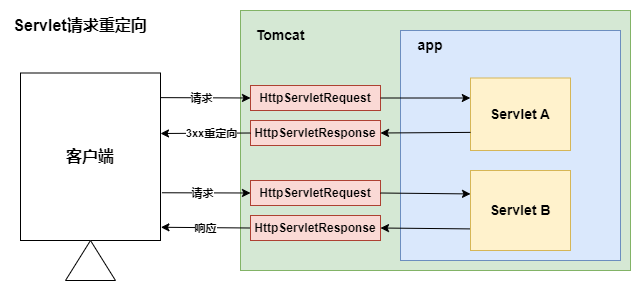 Servlet请求重定向
Tomcat
app
客户端
请求
HttpServletRequest
Servlet A
3xx重定向
HttpServletResponse
请求
HttpServletRequest
Servlet B
响应
HttpServletResponse